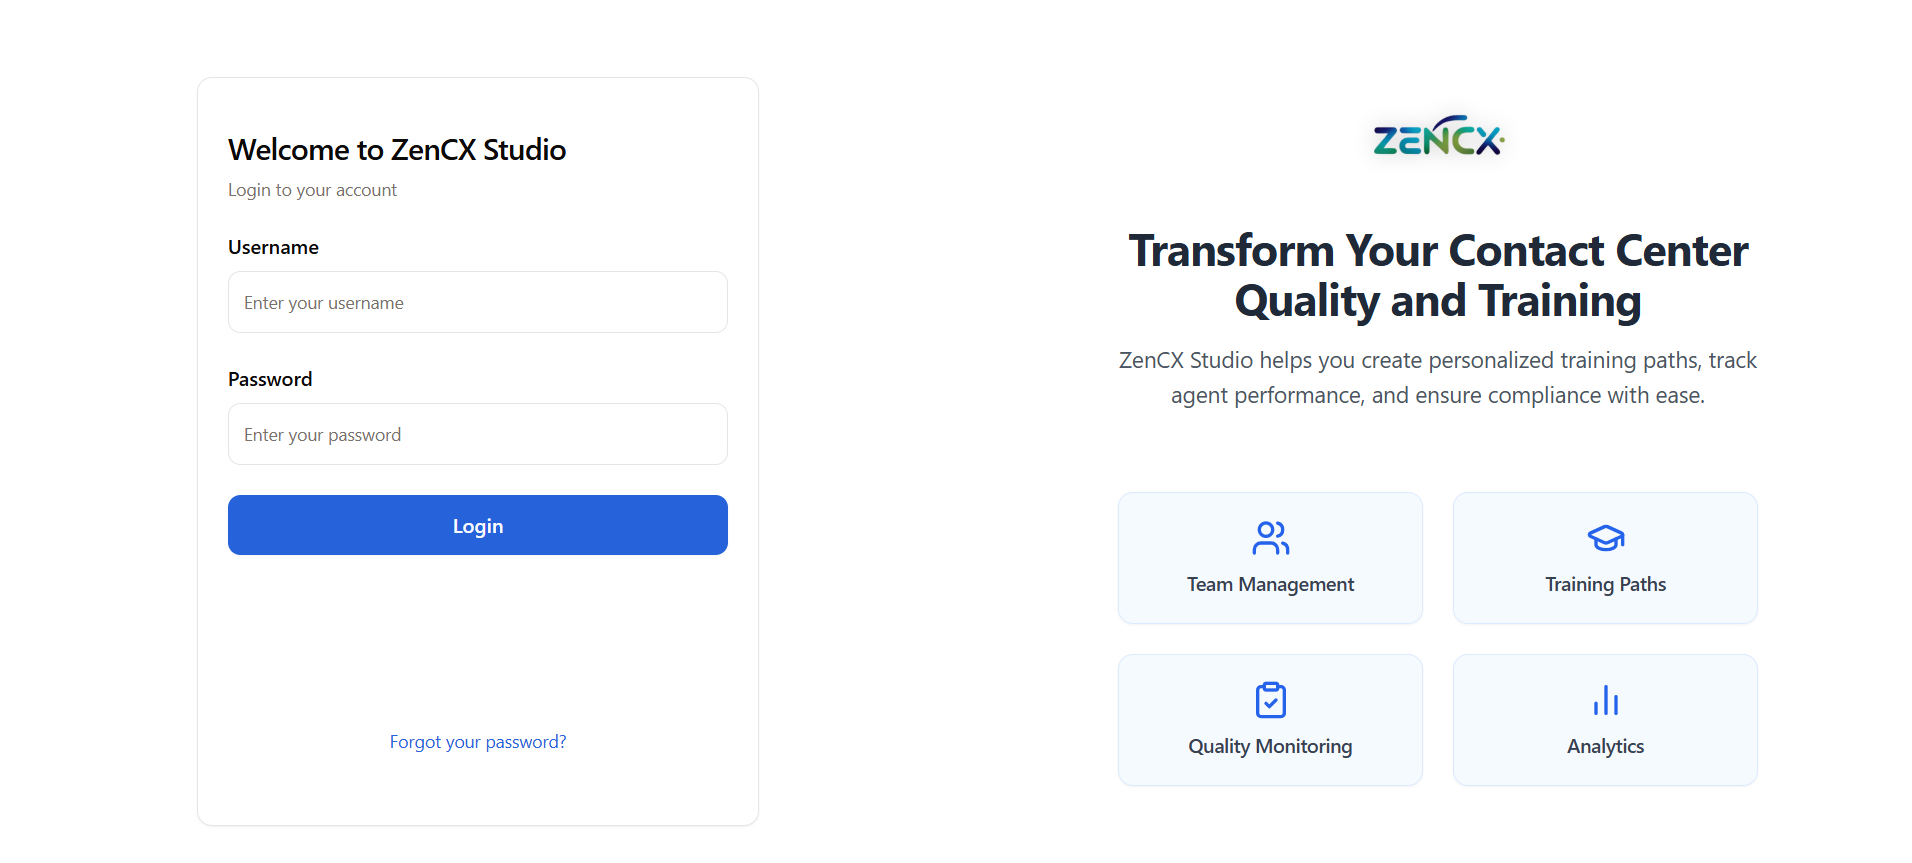 Welcome to ZenCX Studio
Login to your account
Username
Enter your username
Password
Enter your password
Login
Forgot your password?
ZENCX
Transform Your Contact Center
Quality and Training
ZenCX Studio helps you create personalized training paths, track
agent performance, and ensure compliance with ease.
Team Management
Training Paths
Quality Monitoring
Analytics